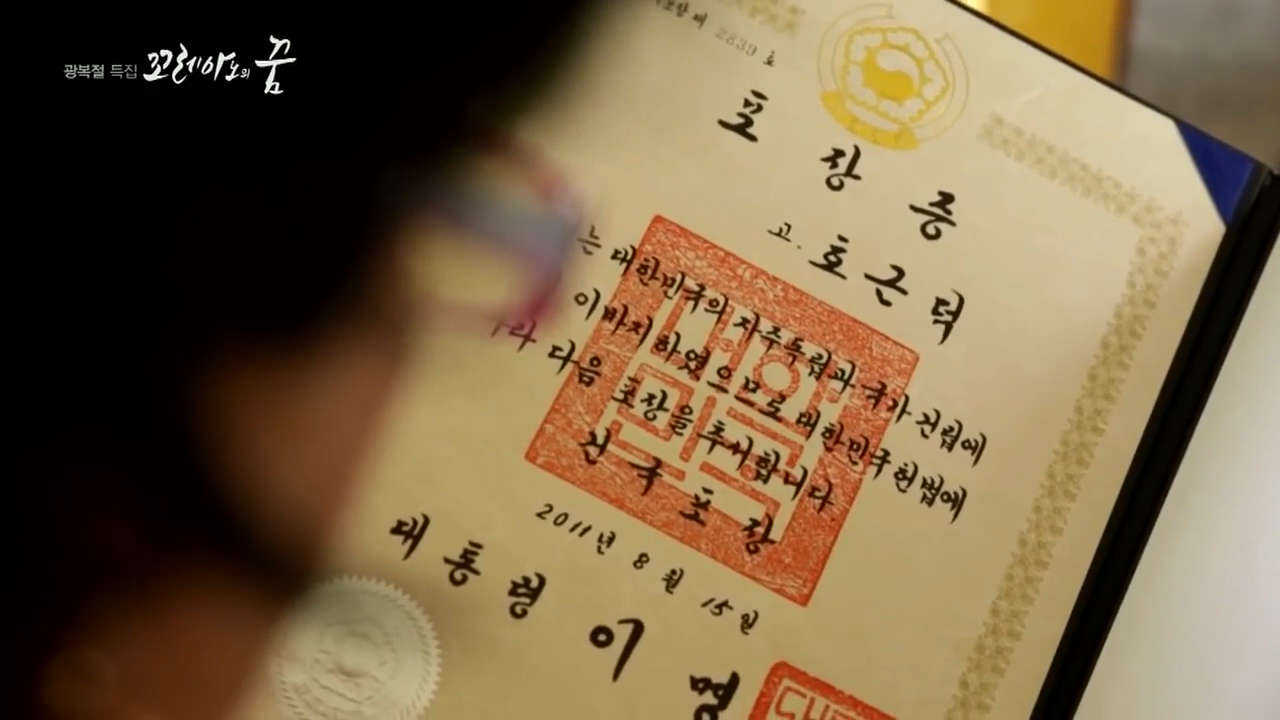 광복절 특집 꼬레아노의 꿈
2839 호
포장증
고. 호근덕
는 대한민국의 자주독립과 국가 건립에
이바지하였으므로 대한민국 헌법에
라 다음 포장을 추서합니다.
건국포장
2011년 8월 15일
대통령 이명